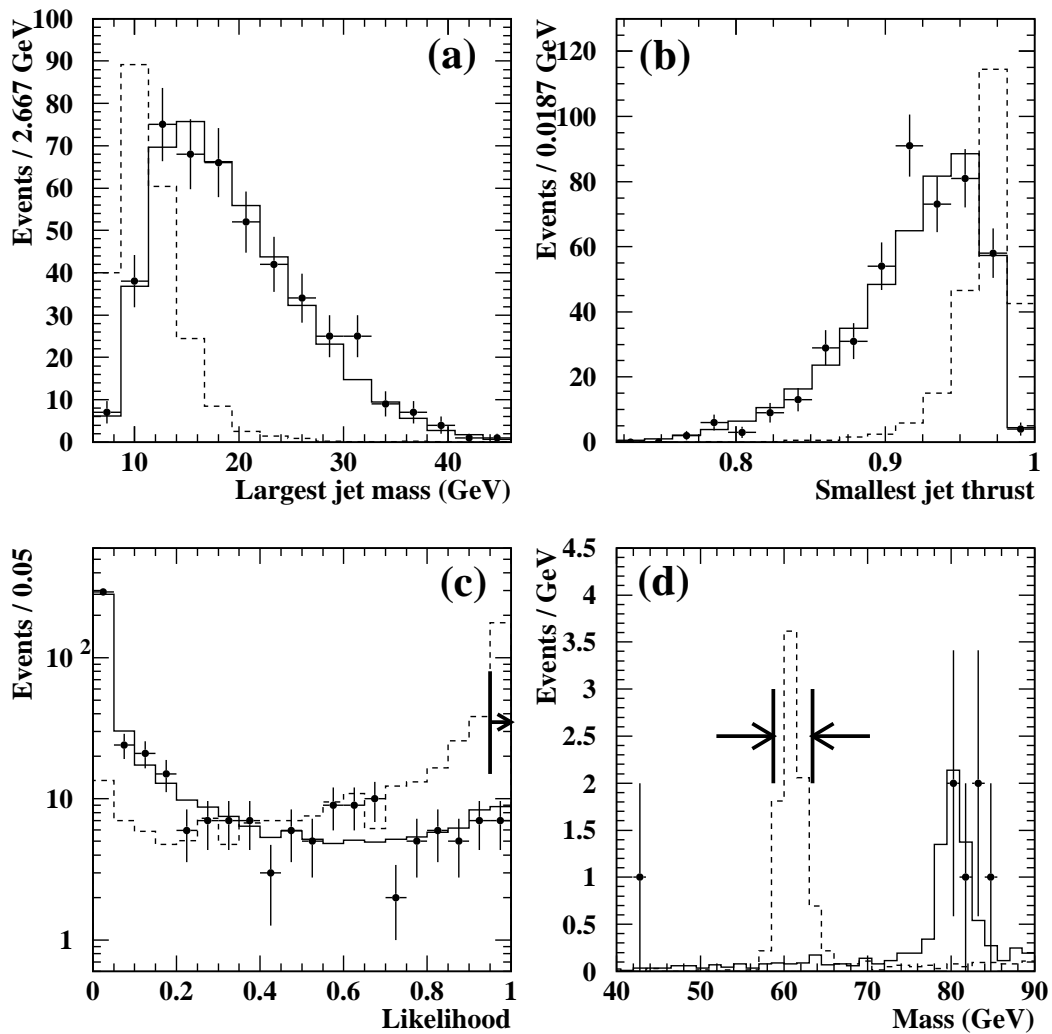 (a)
Events / 2.667 GeV
100
90
80
70
60
50
40
30
20
10
0
10 20 30 40
Largest jet mass (GeV)
(b)
Events / 0.0187 GeV
120
100
80
60
40
20
0
0.8 0.9 1
Smallest jet thrust
(c)
Events / 0.05
10 2
10
1
0 0.2 0.4 0.6 0.8 1
Likelihood
(d)
Events / GeV
4.5
4
3.5
3
2.5
2
1.5
1
0.5
0
40 50 60 70 80 90
Mass (GeV)